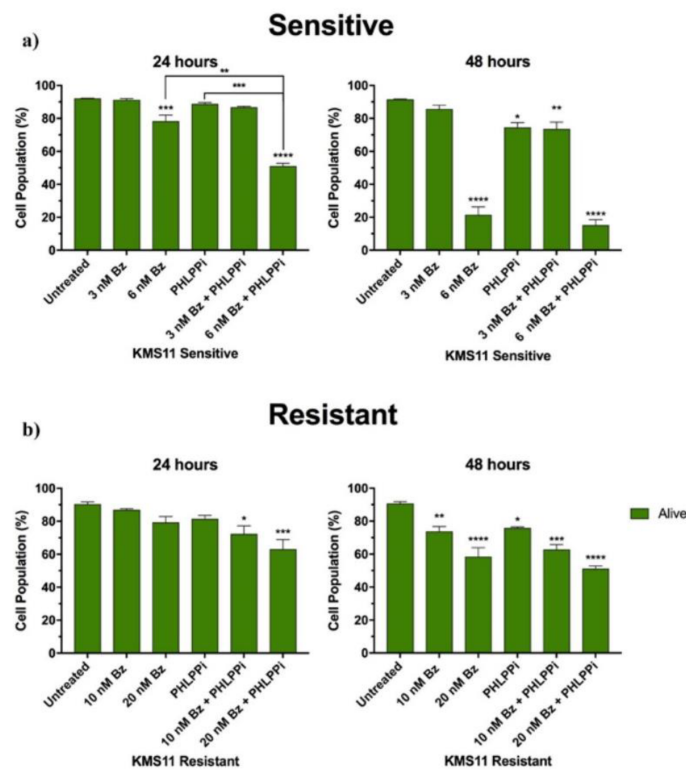 Sensitive
a)
24 hours
48 hours
Cell Population (%)
100
80
60
40
20
0
***
****
**
***
Untreated
3 nM Bz
6 nM Bz
PHLPPi
3 nM Bz + PHLPPi
6 nM Bz + PHLPPi
KMS11 Sensitive
Cell Population (%)
100
80
60
40
20
0
****
*
**
****
Untreated
3 nM Bz
6 nM Bz
PHLPPi
3 nM Bz + PHLPPi
6 nM Bz + PHLPPi
KMS11 Sensitive
Resistant
b)
24 hours
48 hours
Cell Population (%)
100
80
60
40
20
0
*
***
Untreated
10 nM Bz
20 nM Bz
PHLPPi
10 nM Bz + PHLPPi
20 nM Bz + PHLPPi
KMS11 Resistant
Cell Population (%)
100
80
60
40
20
0
**
****
*
***
****
Untreated
10 nM Bz
20 nM Bz
PHLPPi
10 nM Bz + PHLPPi
20 nM Bz + PHLPPi
KMS11 Resistant
Alive